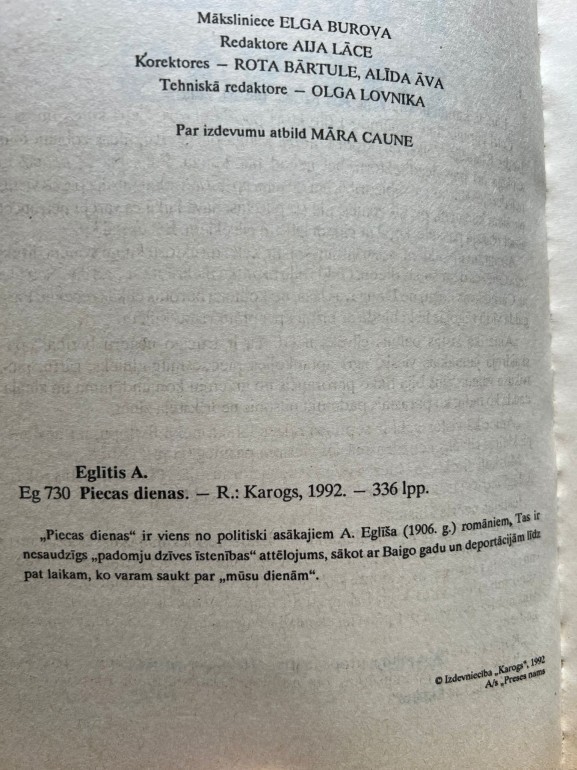 Māksliniece ELGA BUROVA
Redaktore AIJA LĀCE
Korektores – ROTA BĀRTULE, ALĪDA ĀVA
Tehniskā redaktore – OLGA LOVNIKA
Par izdevumu atbild MĀRA CAUNE
Eglītis A.
Eg 730 Piecas dienas. — R.: Karogs, 1992. — 336 lpp.
„Piecas dienas" ir viens no politiski asākajiem A. Eglīša (1906. g.) romāniem, Tas ir
nesaudzīgs „padomju dzīves īstenības" attēlojums, sākot ar Baigo gadu un deportācijām līdz
pat laikam, ko varam saukt par „mūsu dienām".
© Izdevniecība „Karogs", 1992
A/s „Preses nams